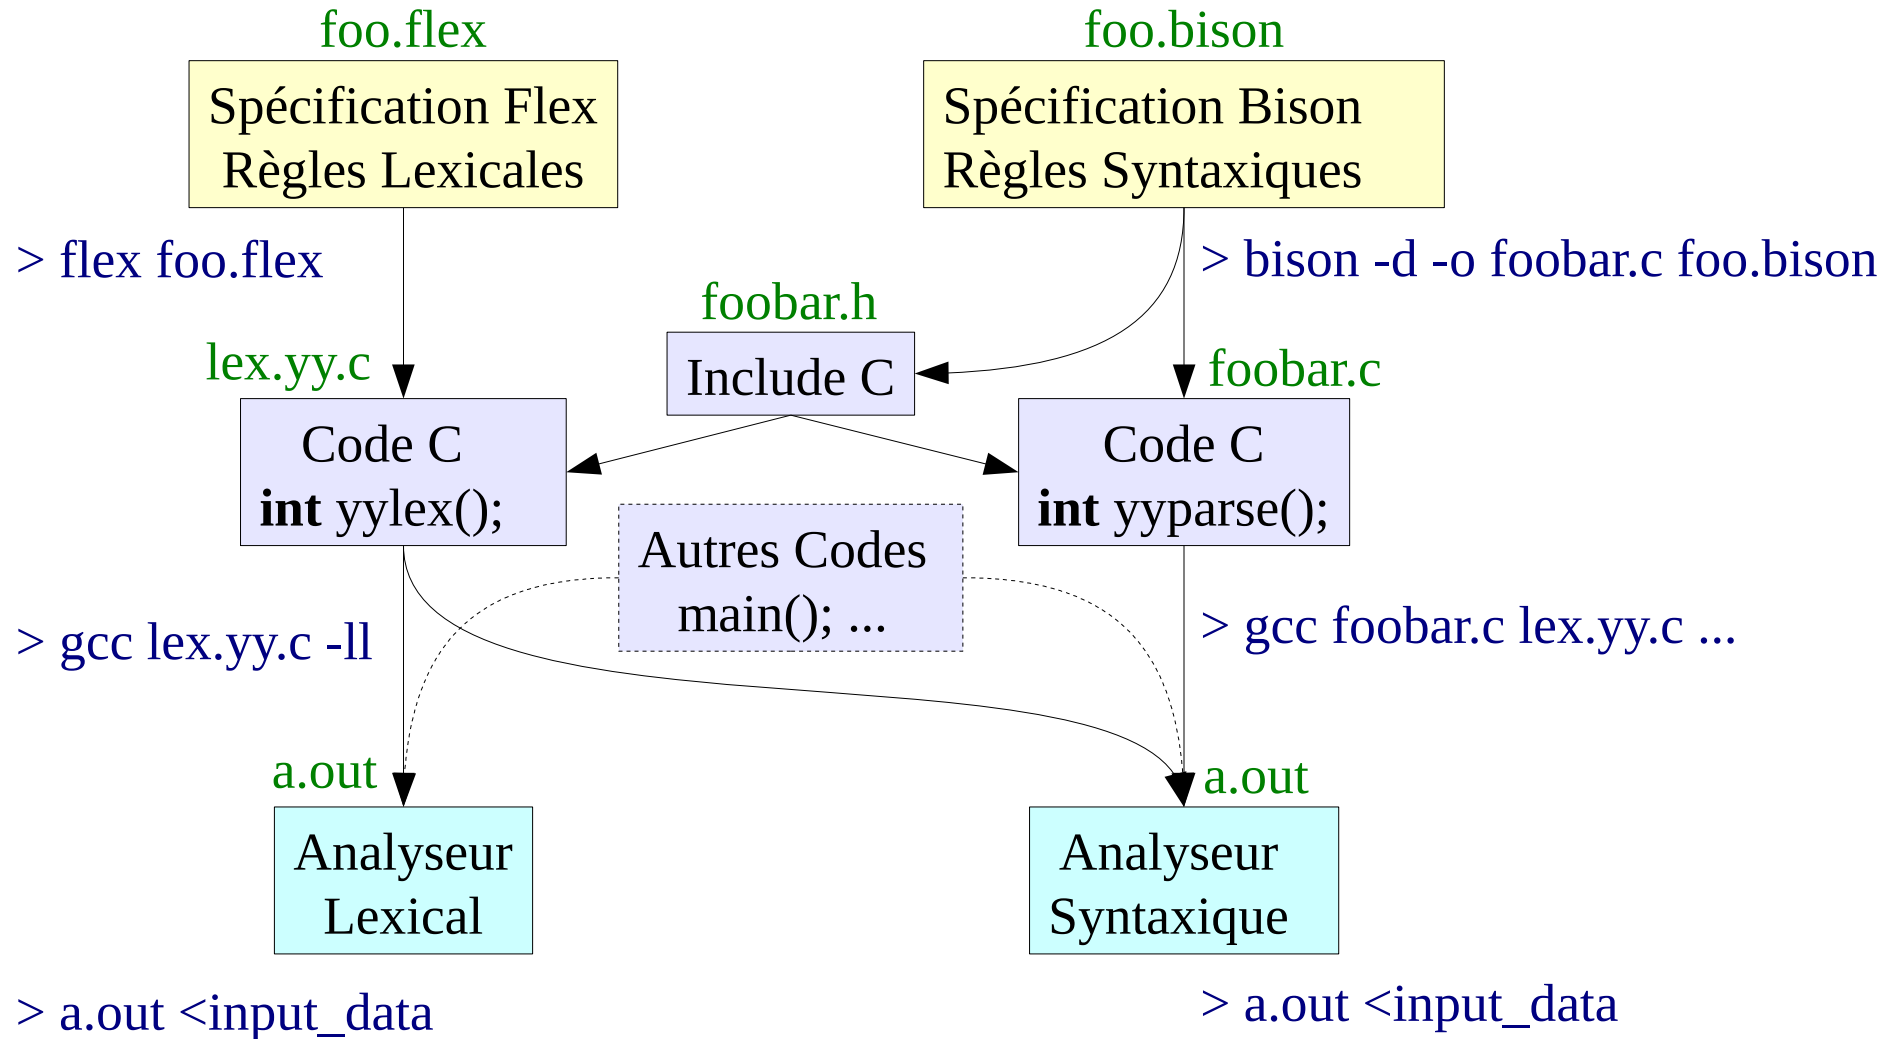 foo.flex
foo.bison
Spécification Flex
Règles Lexicales
Spécification Bison
Règles Syntaxiques
> flex foo.flex
> bison -d -o foobar.c foo.bison
foobar.h
lex.yy.c
Include C
foobar.c
Code C
int yylex();
Code C
int yyparse();
Autres Codes
main(); ...
> gcc lex.yy.c -ll
> gcc foobar.c lex.yy.c ...
a.out
a.out
Analyseur
Lexical
Analyseur
Syntaxique
> a.out <input_data
> a.out <input_data